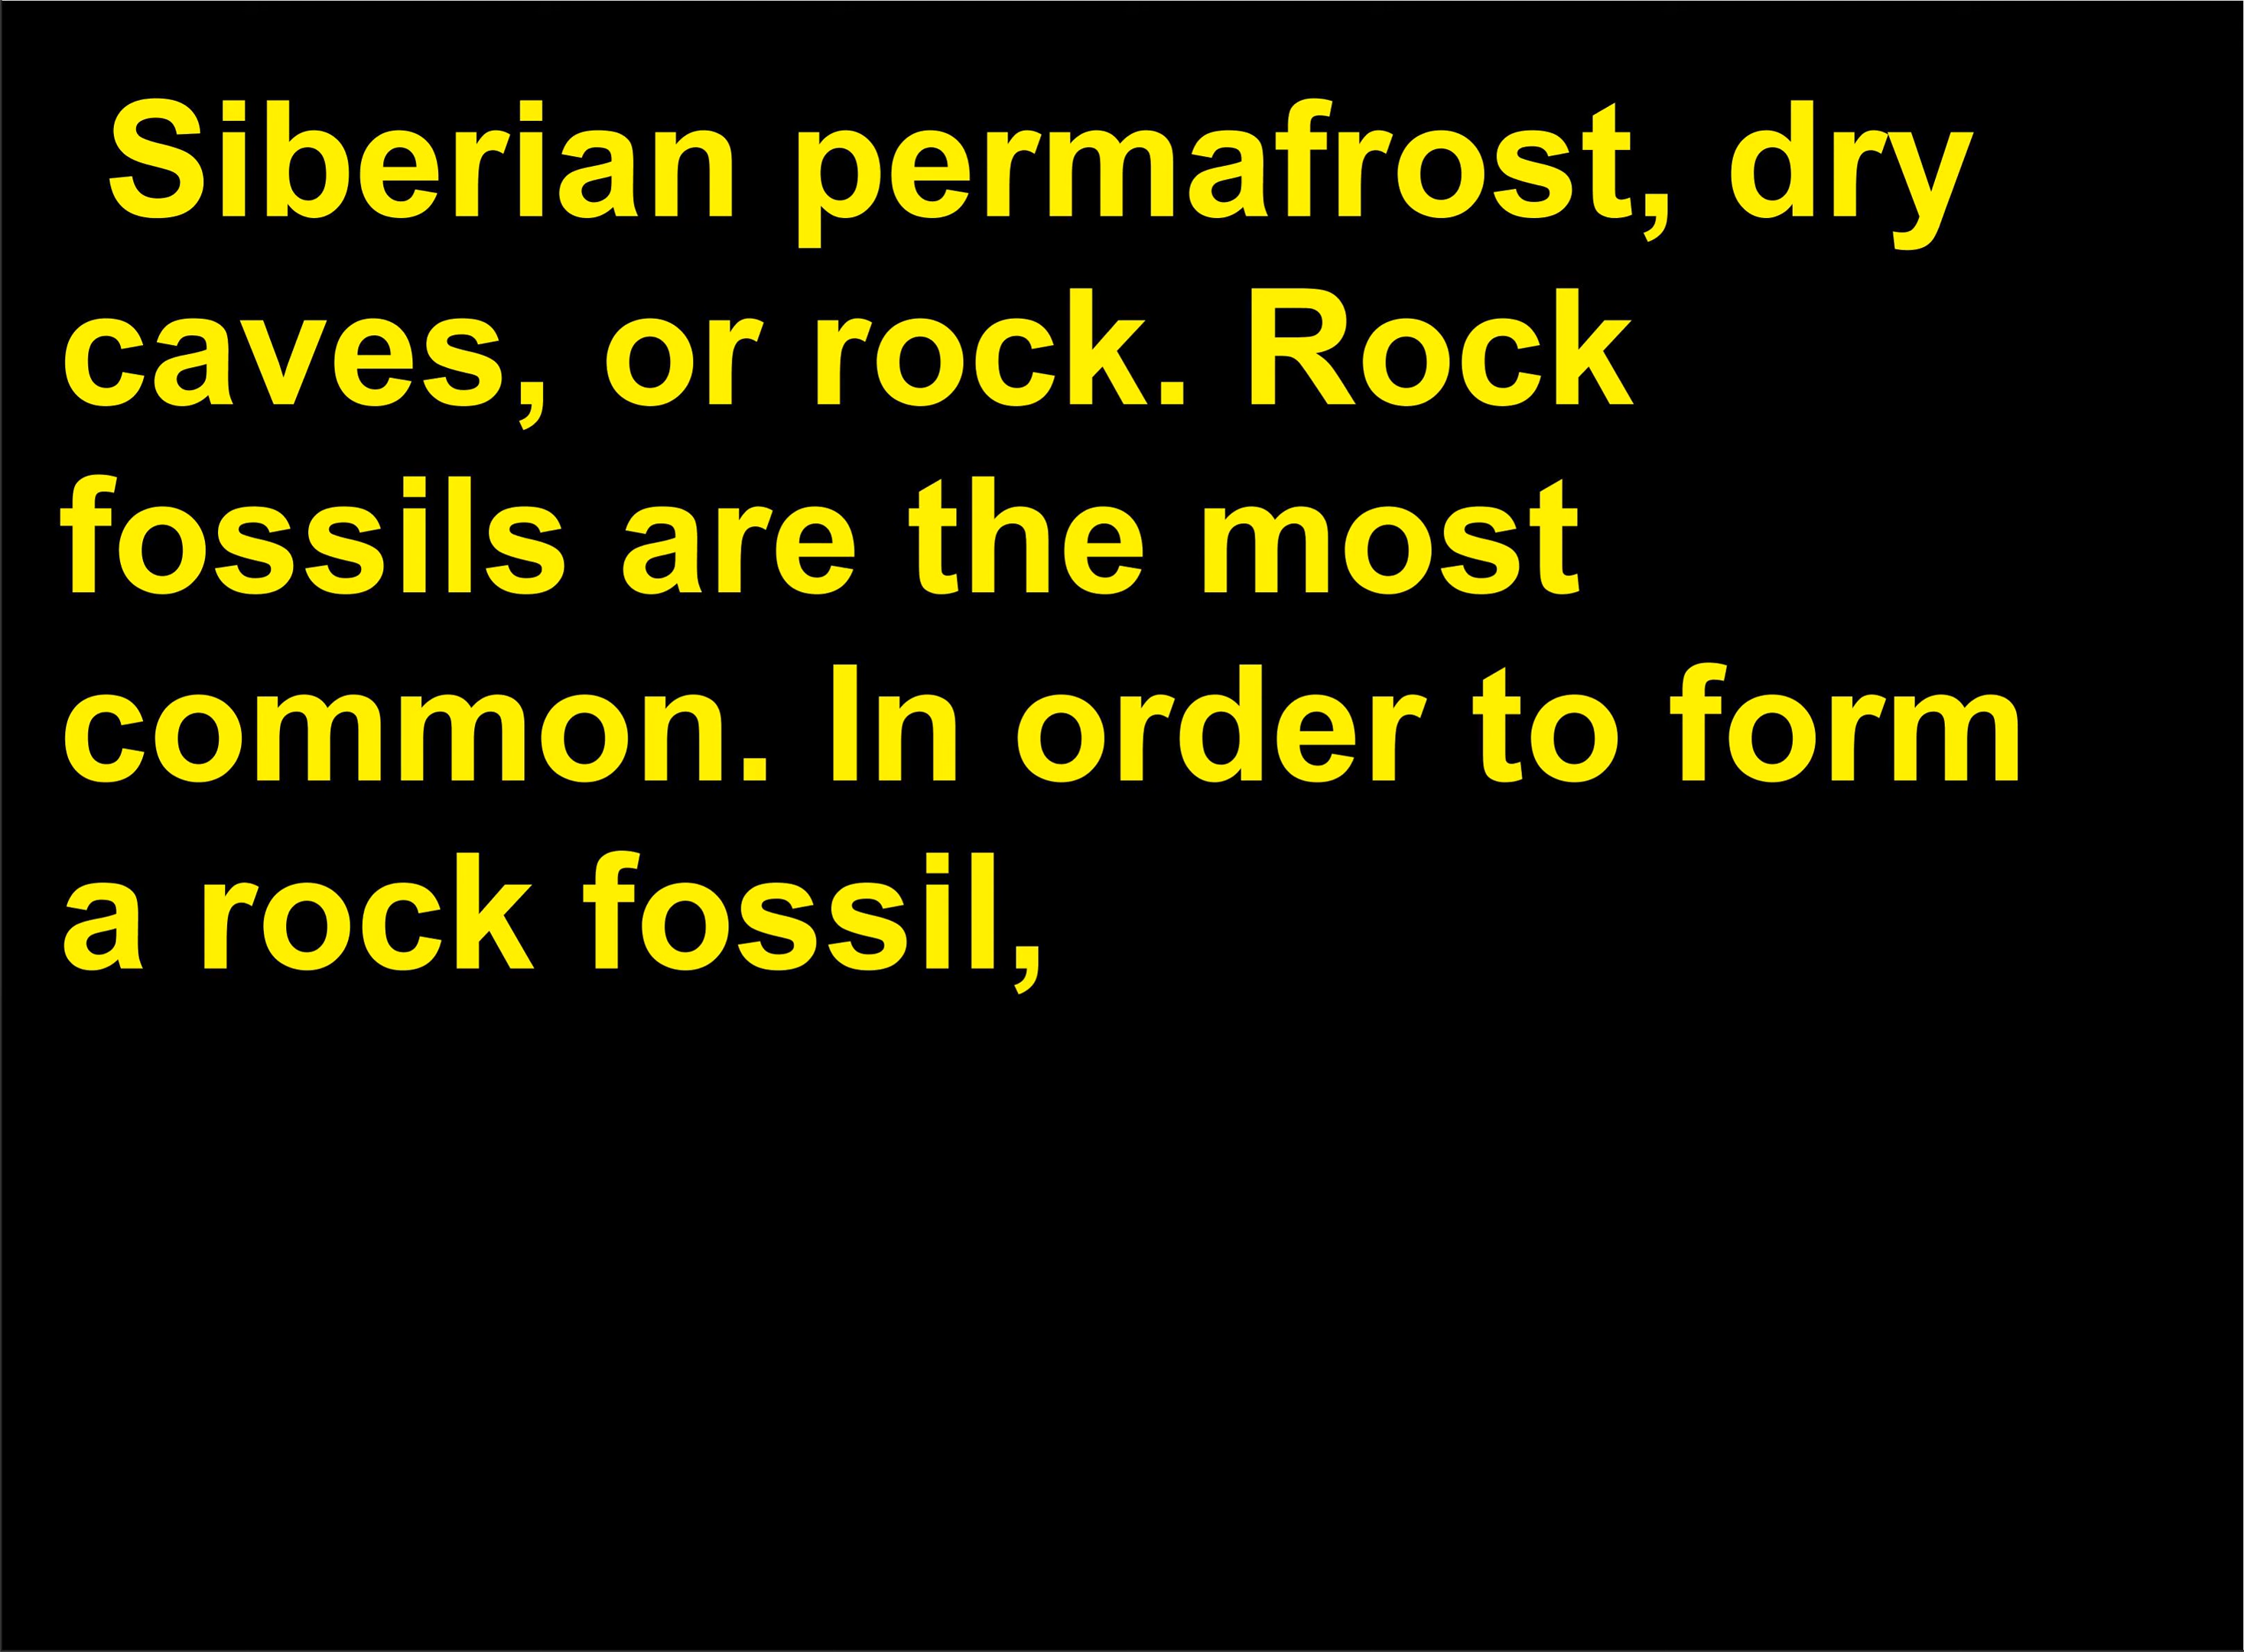 Siberian permafrost, dry
caves, or rock. Rock
fossils are the most
common. In order to form
a rock fossil,